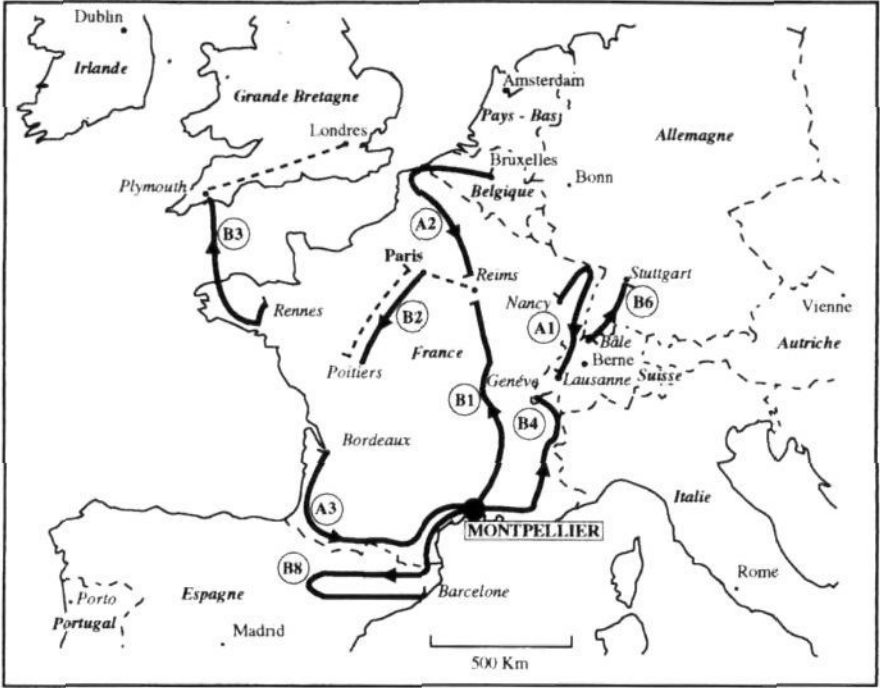 Dublin
Irlande
Grande Bretagne
Amsterdam
Pays - Bas
Londres
Allemagne
Bruxelles
Plymouth
Belgique
Bonn
A2
B3
Paris
Reims
Stuttgart
Nancy
B6
Rennes
B2
A1
Vienne
Bâle
France
Berne
Autriche
Poitiers
Genéve
Lausanne
Suisse
B1
B4
Bordeaux
Italie
A3
MONTPELLIER
B8
Rome
Porto
Espagne
Barcelone
Portugal
Madrid
500 Km